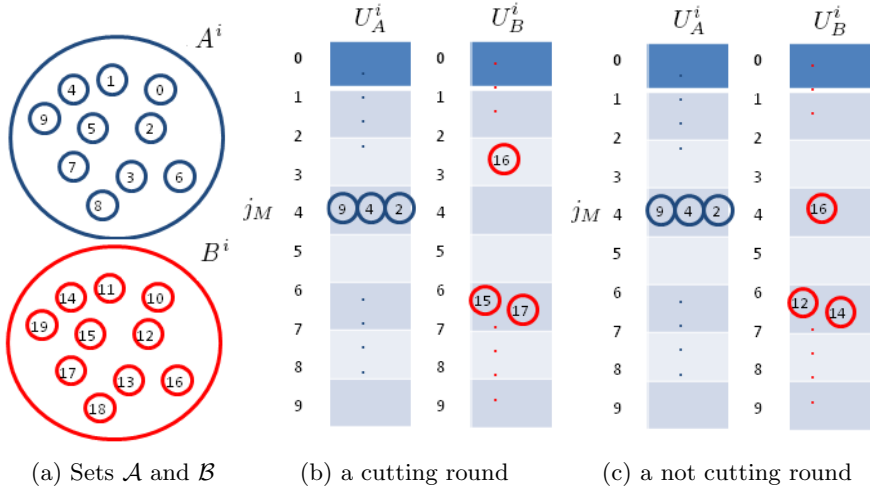 A^i
1
4 0
9 5 2
7 3 6
8
B^i
11
14 10
19 15 12
17 13 16
18
(a) Sets 𝒜 and ℬ
U_A^i U_B^i
0 0
1 1
2 2
16
3 3
j_M 4 9 4 2 4
5 5
6 6 15 17
7 7
8 8
9 9
(b) a cutting round
U_A^i U_B^i
0 0
1 1
2 2
3 3
j_M 4 9 4 2 4 16
5 5
6 6 12 14
7 7
8 8
9 9
(c) a not cutting round